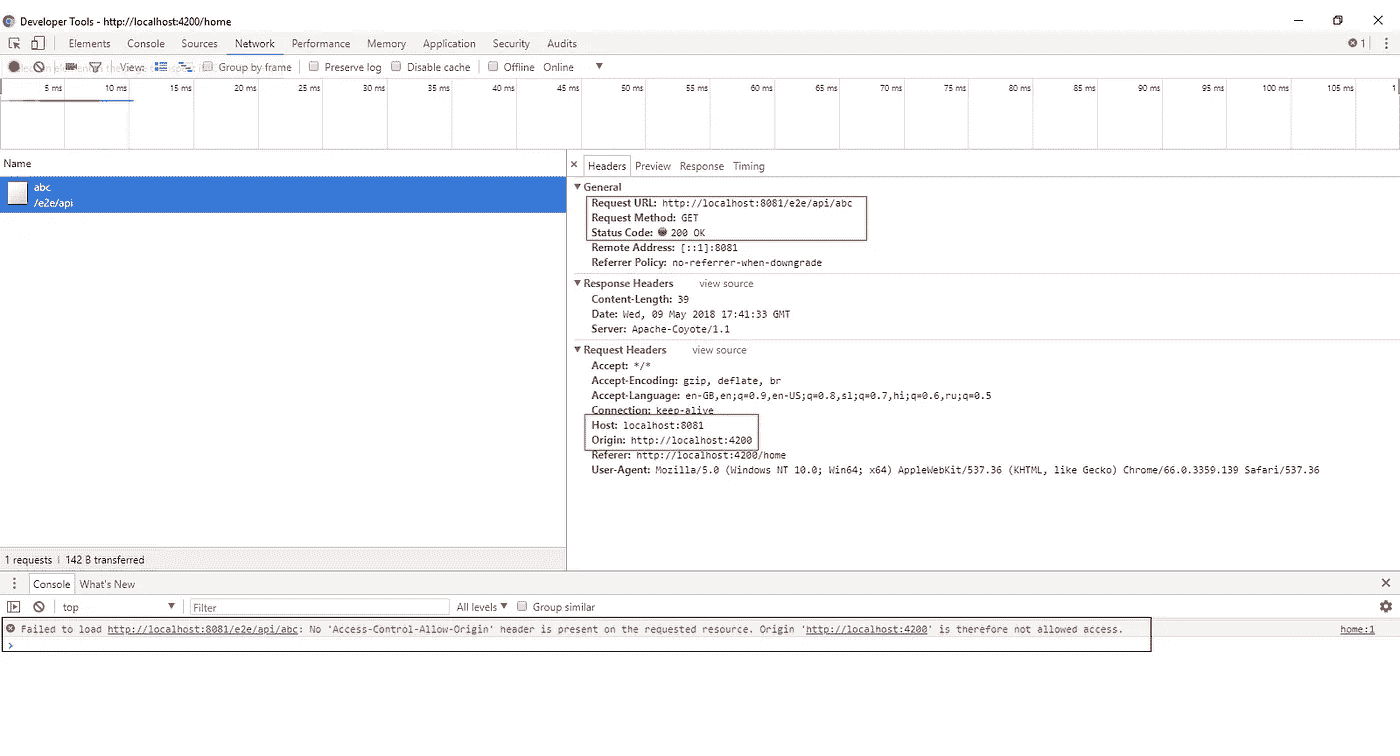 Developer Tools - http://localhost:4200/home
Elements Console Sources Network Performance Memory Application Security Audits 1
View: Group by frame Preserve log Disable cache Offline Online
5 ms 10 ms 15 ms 20 ms 25 ms 30 ms 35 ms 40 ms 45 ms 50 ms 55 ms 60 ms 65 ms 70 ms 75 ms 80 ms 85 ms 90 ms 95 ms 100 ms 105 ms 1
Name
abc
/e2e/api
Headers Preview Response Timing
General
Request URL: http://localhost:8081/e2e/api/abc
Request Method: GET
Status Code: 200 OK
Remote Address: [::1]:8081
Referrer Policy: no-referrer-when-downgrade
Response Headers view source
Content-Length: 39
Date: Wed, 09 May 2018 17:41:33 GMT
Server: Apache-Coyote/1.1
Request Headers view source
Accept: */*
Accept-Encoding: gzip, deflate, br
Accept-Language: en-GB,en;q=0.9,en-US;q=0.8,sl;q=0.7,hi;q=0.6,ru;q=0.5
Connection: keep-alive
Host: localhost:8081
Origin: http://localhost:4200
Referer: http://localhost:4200/home
User-Agent: Mozilla/5.0 (Windows NT 10.0; Win64; x64) AppleWebKit/537.36 (KHTML, like Gecko) Chrome/66.0.3359.139 Safari/537.36
1 requests | 142 B transferred
Console What's New
top Filter All levels Group similar
Failed to load http://localhost:8081/e2e/api/abc: No 'Access-Control-Allow-Origin' header is present on the requested resource. Origin 'http://localhost:4200' is therefore not allowed access. home:1